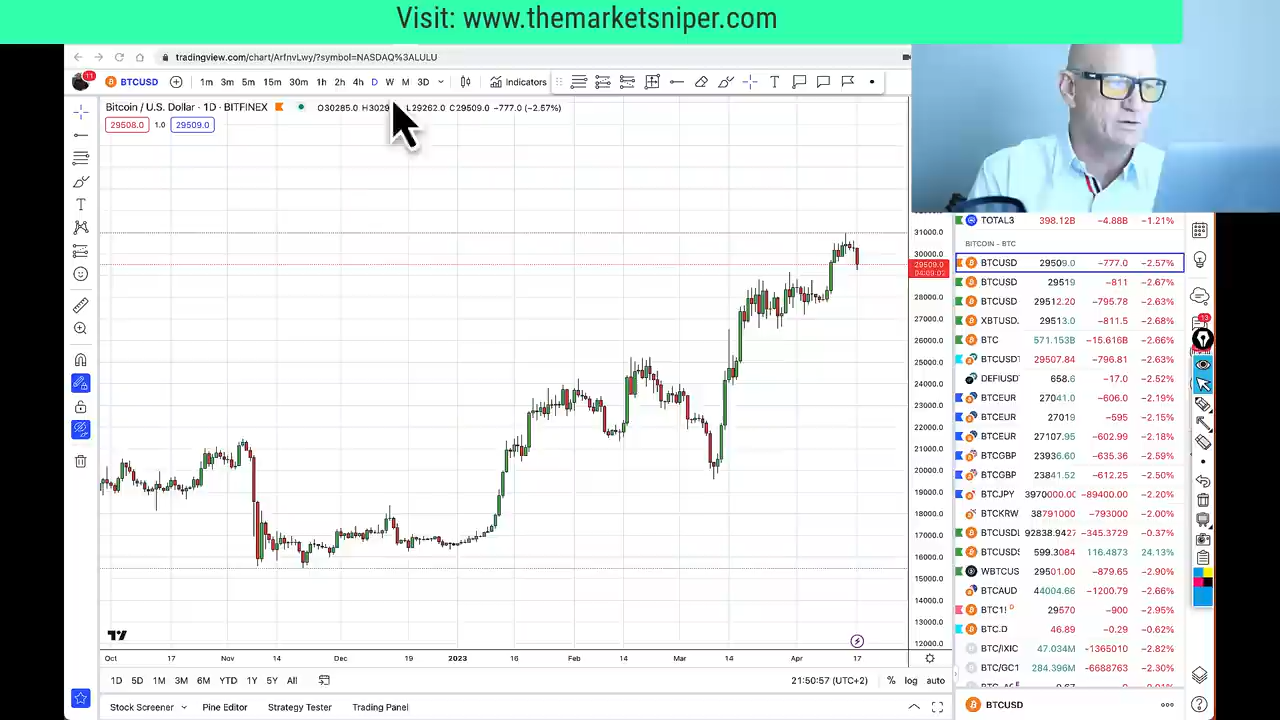 Visit: www.themarketsniper.com
tradingview.com/chart/ArfnvLwy/?symbol=NASDAQ%3ALULU
11
BTCUSD 1m 3m 5m 15m 30m 1h 2h 4h D W M 3D Indicators
Bitcoin / U.S. Dollar · 1D · BITFINEX O30285.0 L29262.0 C29509.0 −777.0 (−2.57%)
29508.0 1.0 29509.0
TOTAL3 398.12B −4.88B −1.21%
BITCOIN - BTC
BTCUSD 29509.0 −777.0 −2.57%
BTCUSD 29519 −811 −2.67%
BTCUSD 29512.20 −795.78 −2.63%
XBTUSD. 29513.0 −811.5 −2.68%
BTC 571.153B −15.616B −2.66%
BTCUSDT 29507.84 −796.81 −2.63%
DEFIUSD 658.6 −17.0 −2.52%
BTCEUR 27041.0 −606.0 −2.19%
BTCEUR 27019 −595 −2.15%
BTCEUR 27107.95 −602.99 −2.18%
BTCGBP 23936.60 −635.36 −2.59%
BTCGBP 23841.52 −612.25 −2.50%
BTCJPY 3970000.00 −89400.00 −2.20%
BTCKRW 38791000 −793000 −2.00%
BTCUSDL 92838.9427 −345.3729 −0.37%
BTCUSDS 599.3084 116.4873 24.13%
WBTCUS 29501.00 −879.65 −2.90%
BTCAUD 44004.66 −1200.79 −2.66%
BTC1! D 29570 −900 −2.95%
BTC.D 46.89 −0.29 −0.62%
BTC/IXIC 47.034M −1365010 −2.82%
BTC/GC1 284.396M −6688763 −2.30%
BTCUSD
13
31000.0
30000.0
29509.0
04:09:02
28000.0
27000.0
26000.0
25000.0
24000.0
23000.0
22000.0
21000.0
20000.0
19000.0
18000.0
17000.0
16000.0
15000.0
14000.0
13000.0
12000.0
Oct 17 Nov 14 Dec 19 2023 16 Feb 14 Mar 14 Apr 17
1D 5D 1M 3M 6M YTD 1Y 5Y All 21:50:57 (UTC+2) % log auto
Stock Screener Pine Editor Strategy Tester Trading Panel